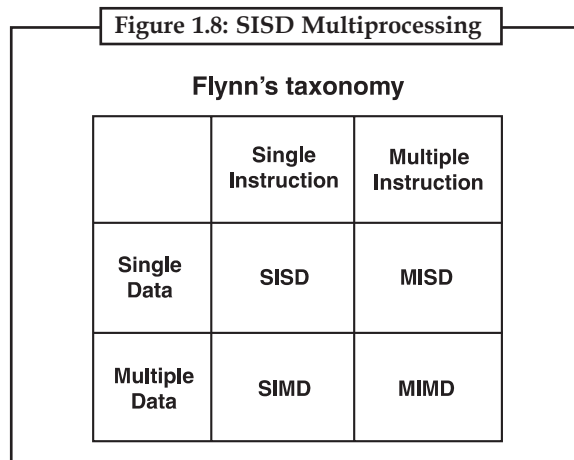 Figure 1.8: SISD Multiprocessing
Flynn's taxonomy
Single Instruction
Multiple Instruction
Single Data
SISD
MISD
Multiple Data
SIMD
MIMD